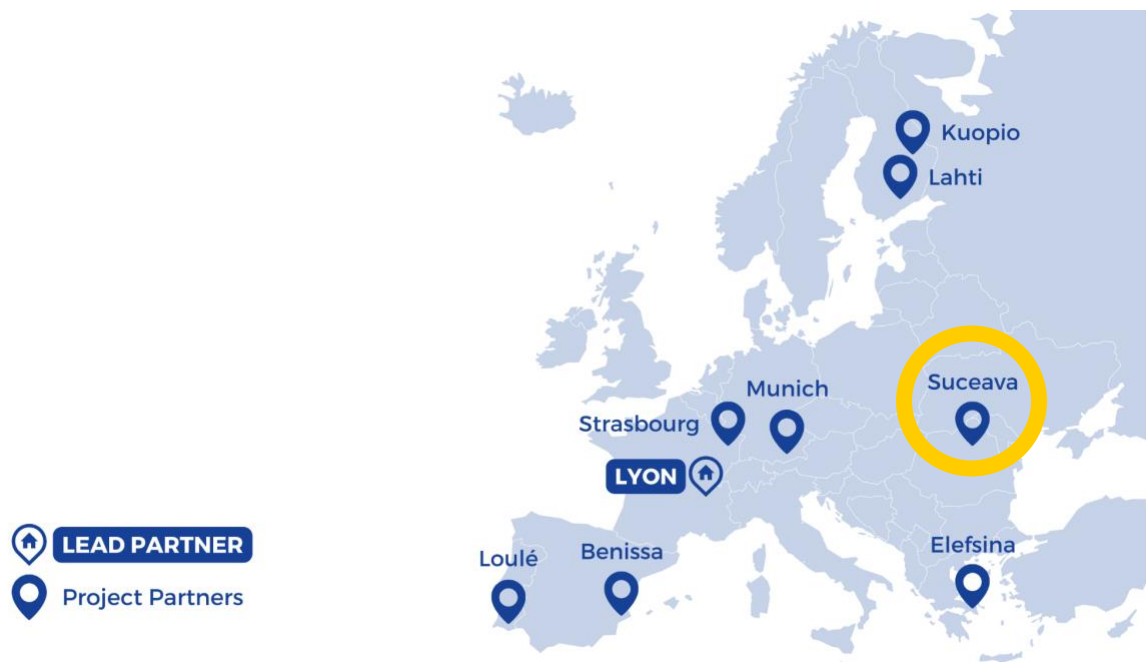 Kuopio
Lahti
Suceava
Munich
Strasbourg
LYON
LEAD PARTNER
Elefsina
Benissa
Loulé
Project Partners